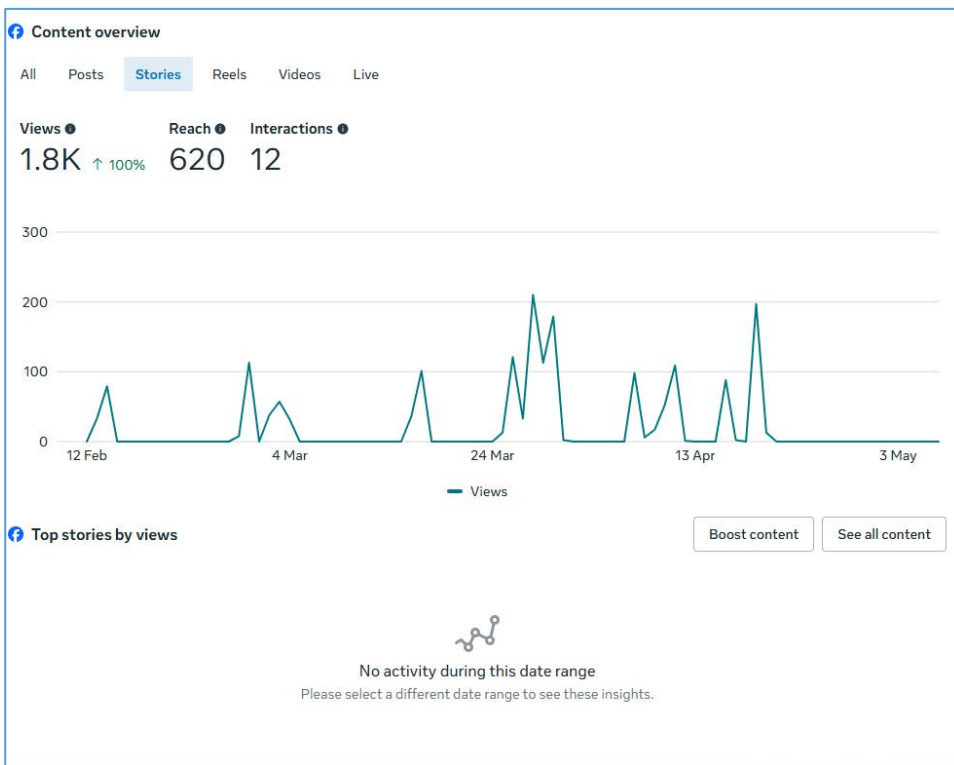 Content overview
All Posts Stories Reels Videos Live
Views Reach Interactions
1.8K ↑ 100% 620 12
300
200
100
0
12 Feb 4 Mar 24 Mar 13 Apr 3 May
Views
Top stories by views Boost content See all content
No activity during this date range
Please select a different date range to see these insights.